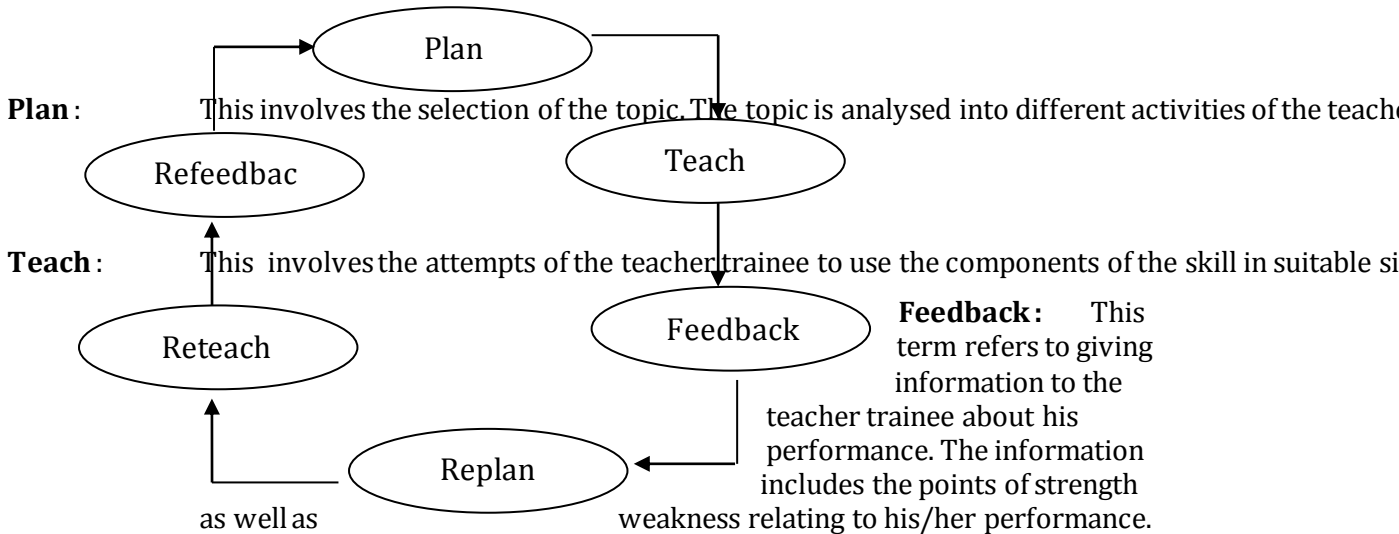 Plan
Plan : This involves the selection of the topic. The topic is analysed into different activities of the teache
Refeedbac
Teach
Teach : This involves the attempts of the teacher trainee to use the components of the skill in suitable si
Feedback
Feedback : This
term refers to giving
information to the
Reteach
teacher trainee about his
performance. The information
Replan
includes the points of strength
as well as weakness relating to his/her performance.